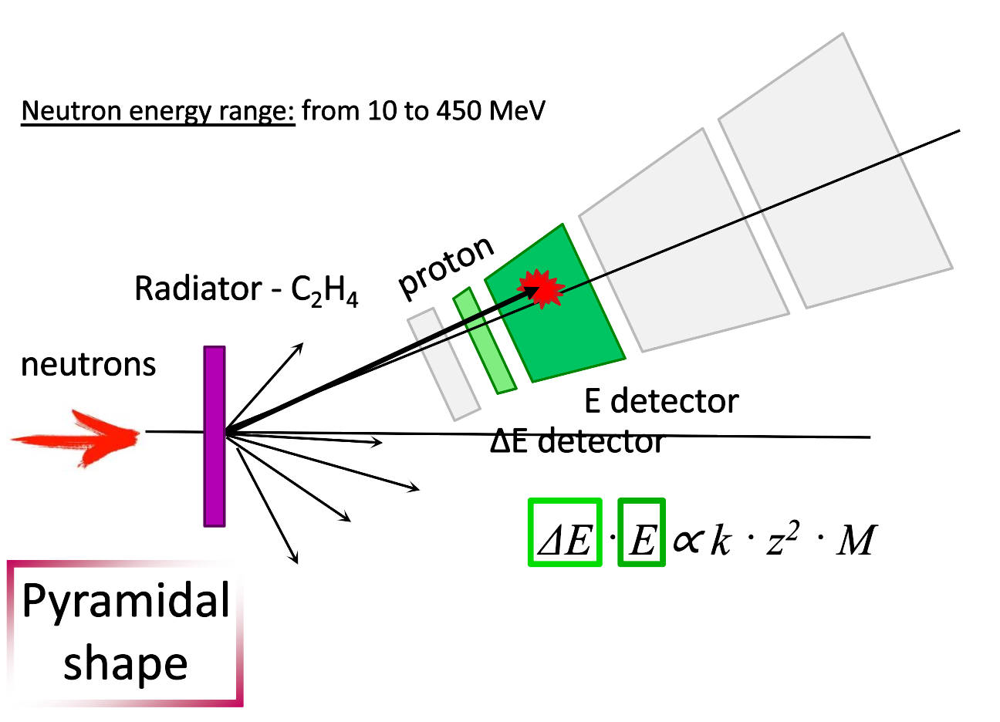 Neutron energy range: from 10 to 450 MeV
proton
Radiator - C₂H₄
neutrons
E detector
ΔE detector
ΔE · E ∝ k · z² · M
Pyramidal
shape